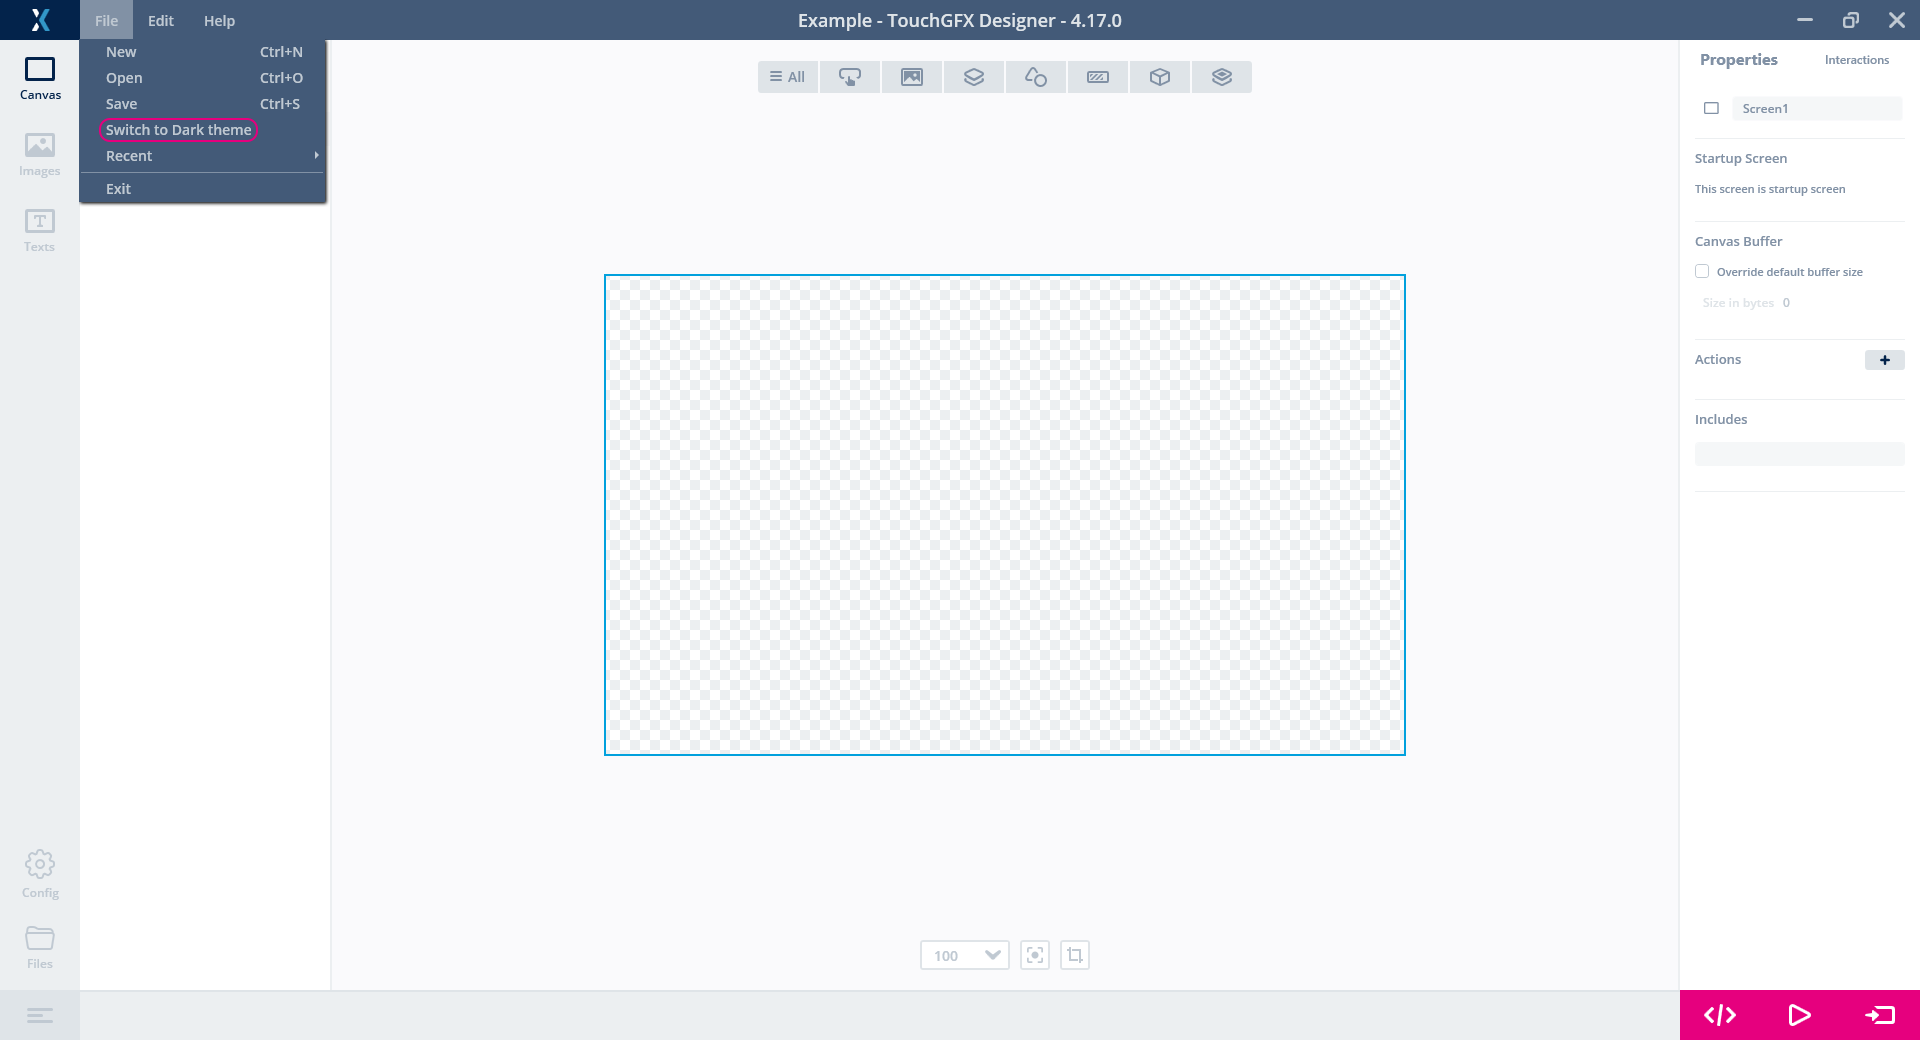 File Edit Help
Example - TouchGFX Designer - 4.17.0
New Ctrl+N
Open Ctrl+O
Save Ctrl+S
Switch to Dark theme
Recent
Exit
Canvas
Images
Texts
Config
Files
All
100
Properties Interactions
Screen1
Startup Screen
This screen is startup screen
Canvas Buffer
Override default buffer size
Size in bytes 0
Actions
Includes